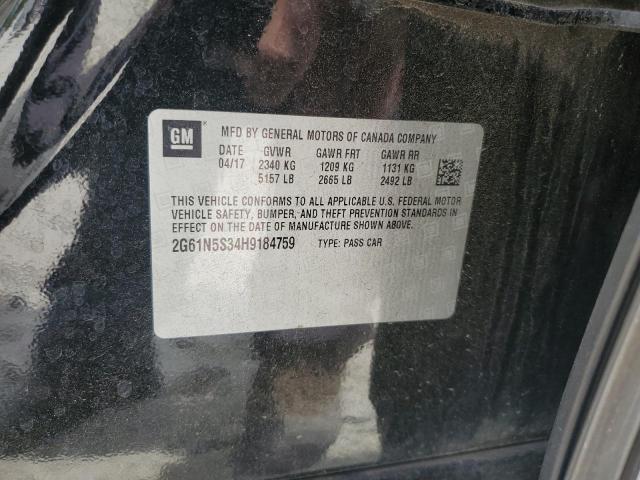 GM
MFD BY GENERAL MOTORS OF CANADA COMPANY
DATE GVWR GAWR FRT GAWR RR
04/17 2340 KG 1209 KG 1131 KG
5157 LB 2665 LB 2492 LB
THIS VEHICLE CONFORMS TO ALL APPLICABLE U.S. FEDERAL MOTOR
VEHICLE SAFETY, BUMPER, AND THEFT PREVENTION STANDARDS
IN EFFECT ON THE DATE OF MANUFACTURE SHOWN ABOVE.
2G61N5S34H9184759 TYPE: PASS CAR